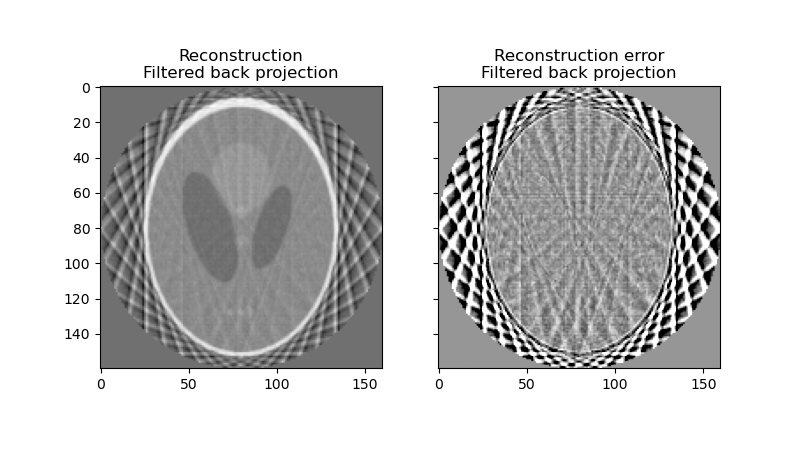 Reconstruction
Filtered back projection
Reconstruction error
Filtered back projection
0
20
40
60
80
100
120
140
0 50 100 150
0 50 100 150